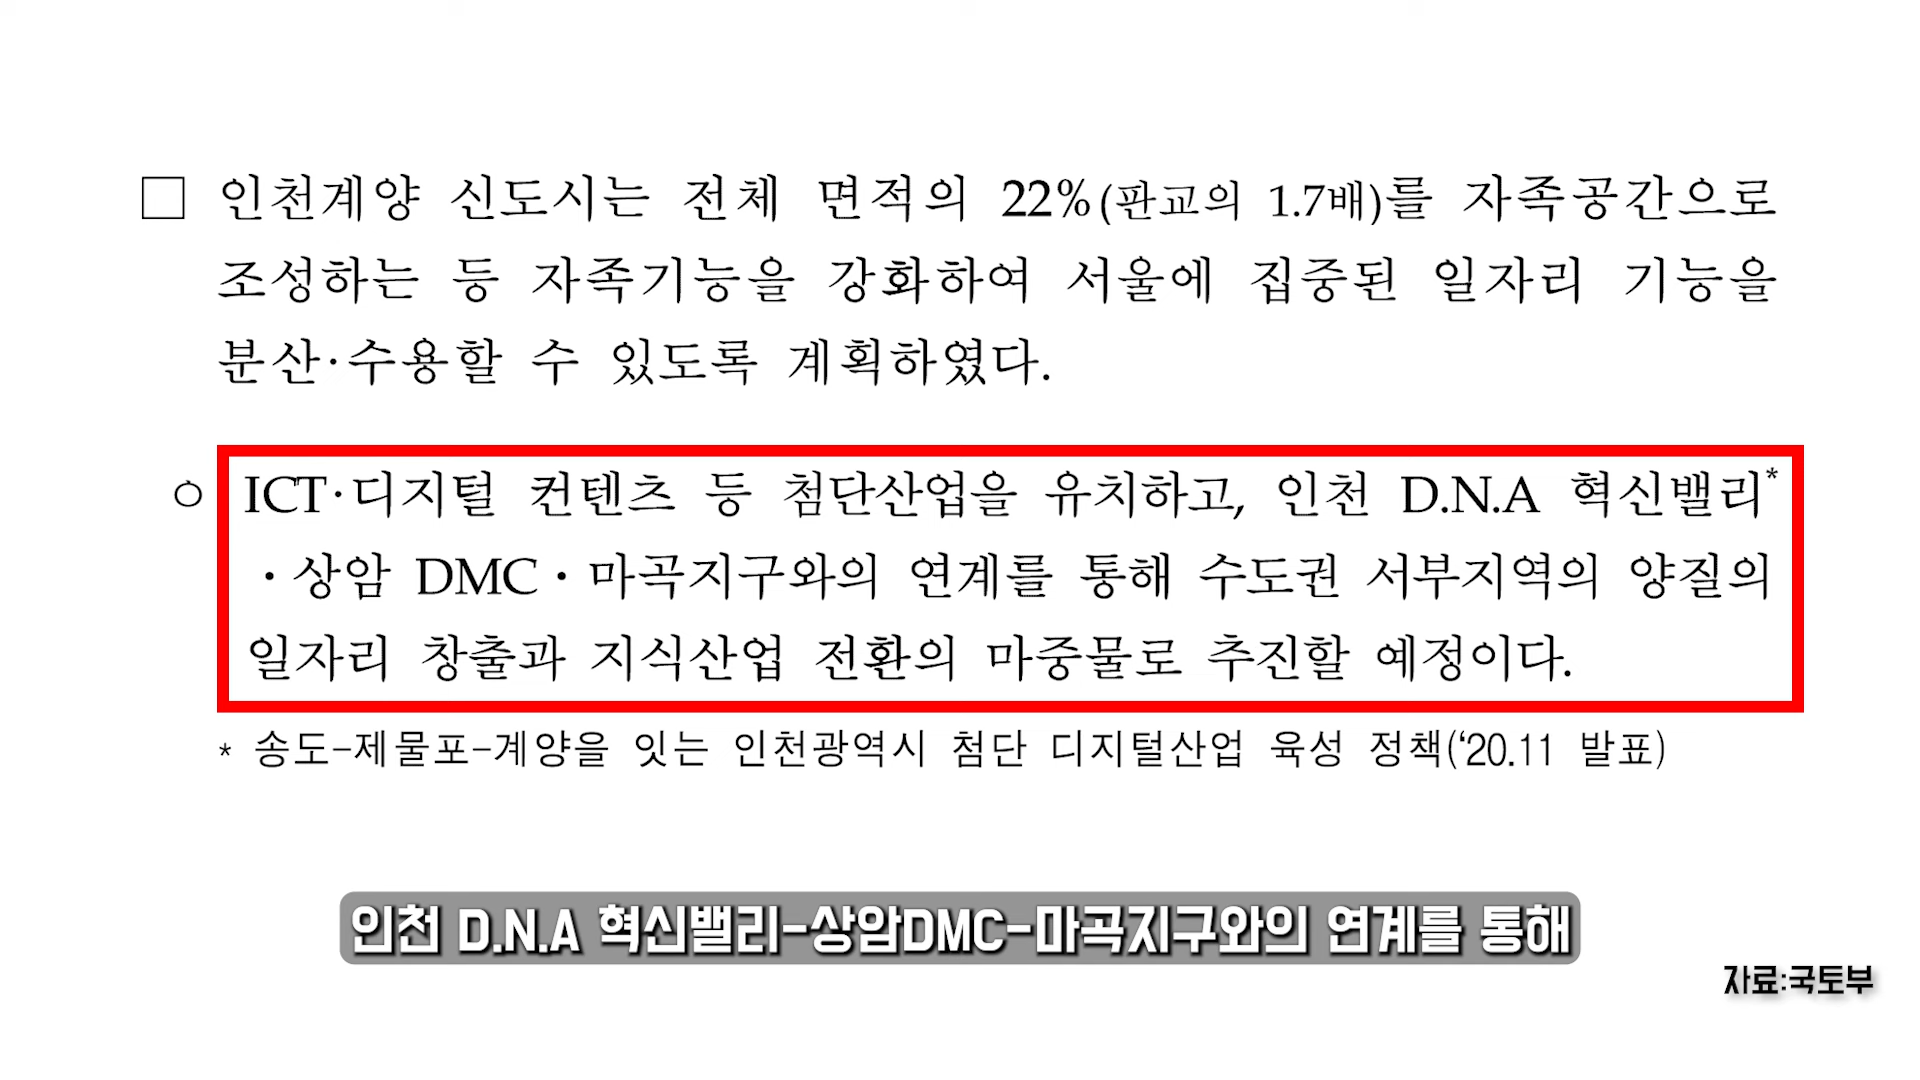 □ 인천계양 신도시는 전체 면적의 22%(판교의 1.7배)를 자족공간으로
조성하는 등 자족기능을 강화하여 서울에 집중된 일자리 기능을
분산·수용할 수 있도록 계획하였다.
ㅇ ICT·디지털 컨텐츠 등 첨단산업을 유치하고, 인천 D.N.A 혁신밸리*
·상암 DMC·마곡지구와의 연계를 통해 수도권 서부지역의 양질의
일자리 창출과 지식산업 전환의 마중물로 추진할 예정이다.
* 송도-제물포-계양을 잇는 인천광역시 첨단 디지털산업 육성 정책(‘20.11 발표)
인천 D.N.A 혁신밸리-상암DMC-마곡지구와의 연계를 통해
자료:국토부